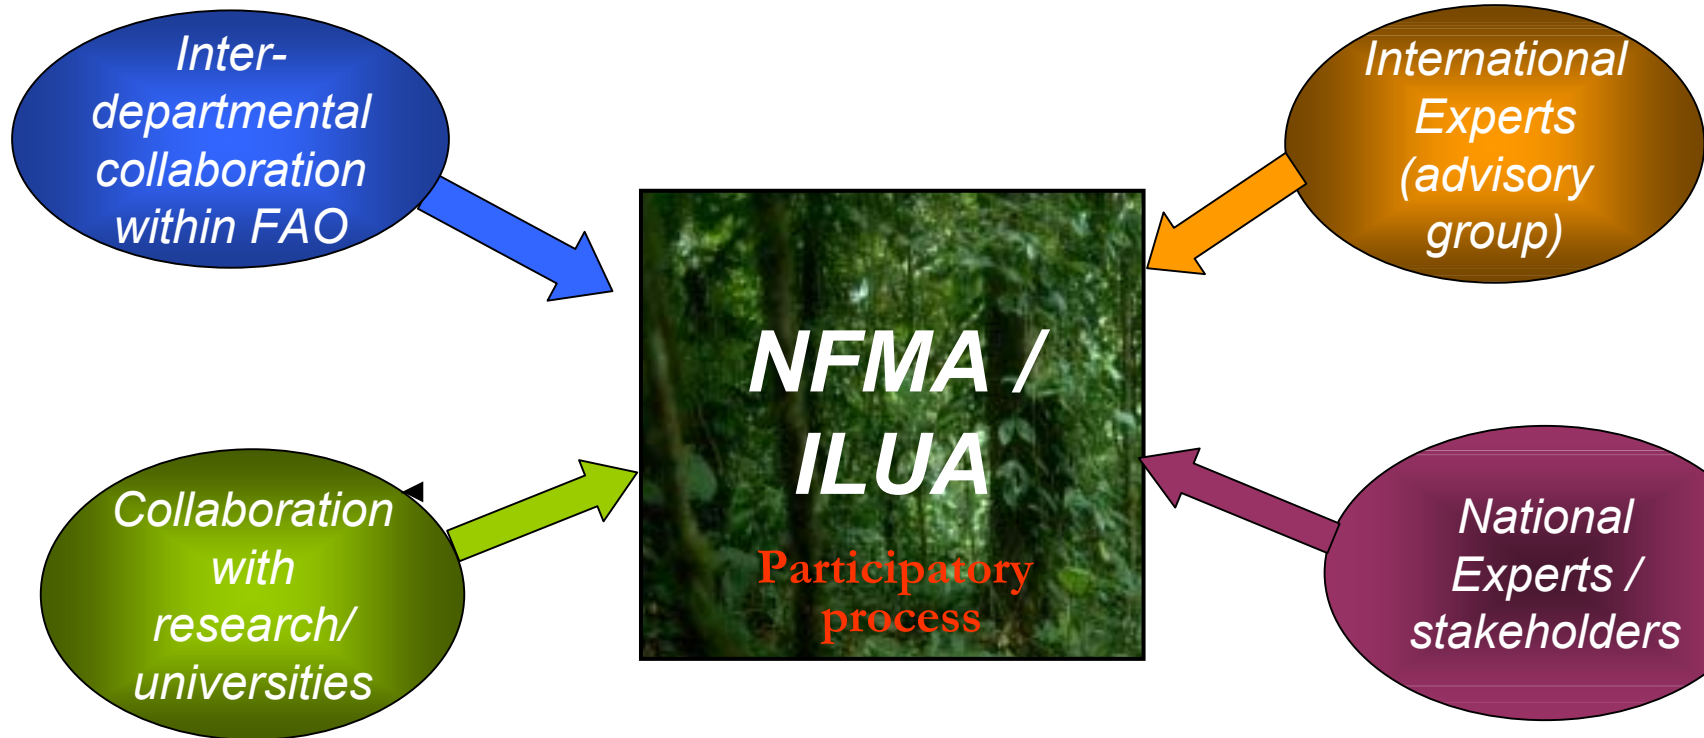 Inter-
departmental
collaboration
within FAO
International
Experts
(advisory
group)
NFMA /
ILUA
Participatory
process
Collaboration
with
research/
universities
National
Experts /
stakeholders